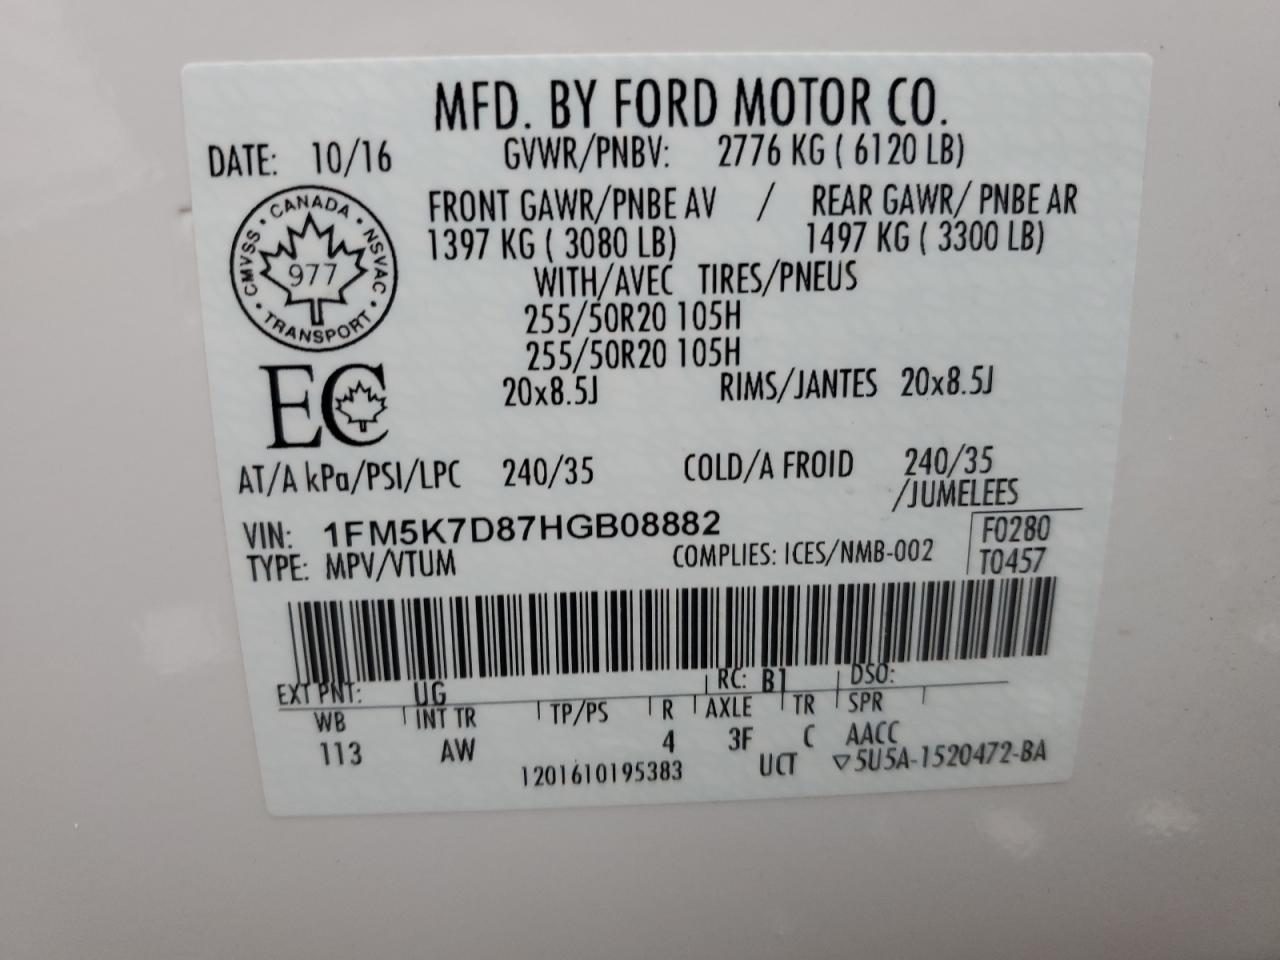 MFD. BY FORD MOTOR CO.
DATE: 10/16 GVWR/PNBV: 2776 KG ( 6120 LB)
FRONT GAWR/PNBE AV / REAR GAWR/ PNBE AR
1397 KG ( 3080 LB) 1497 KG ( 3300 LB)
CANADA · NSVAC · TRANSPORT · CMVSS ·
977
WITH/AVEC TIRES/PNEUS
255/50R20 105H
255/50R20 105H
EC
20x8.5J RIMS/JANTES 20x8.5J
AT/A kPa/PSI/LPC 240/35 COLD/A FROID 240/35
/JUMELEES
VIN: 1FM5K7D87HGB08882 F0280
TYPE: MPV/VTUM COMPLIES: ICES/NMB-002 T0457
EXT PNT: UG RC: B1 DSO:
WB INT TR TP/PS R AXLE TR SPR
113 AW 4 3F C AACC
1201610195383 UCT ▽5U5A-1520472-BA